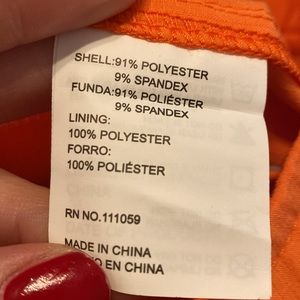 SHELL:91% POLYESTER
9% SPANDEX
FUNDA:91% POLIÉSTER
9% SPANDEX
LINING:
100% POLYESTER
FORRO:
100% POLIÉSTER
RN NO.111059
MADE IN CHINA
EN CHINA